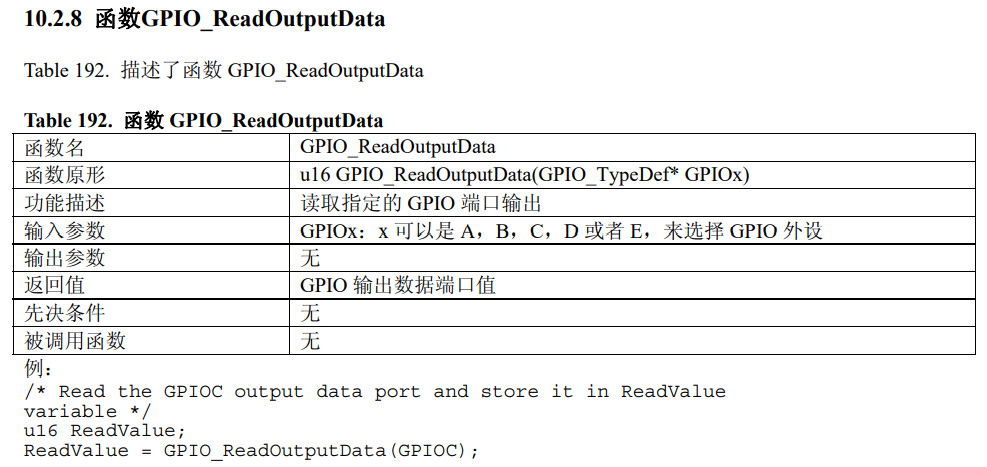 10.2.8 函数GPIO_ReadOutputData
Table 192. 描述了函数 GPIO_ReadOutputData
Table 192. 函数 GPIO_ReadOutputData
函数名 GPIO_ReadOutputData
函数原形 u16 GPIO_ReadOutputData(GPIO_TypeDef* GPIOx)
功能描述 读取指定的 GPIO 端口输出
输入参数 GPIOx：x 可以是 A，B，C，D 或者 E，来选择 GPIO 外设
输出参数 无
返回值 GPIO 输出数据端口值
先决条件 无
被调用函数 无
例：
/* Read the GPIOC output data port and store it in ReadValue
variable */
u16 ReadValue;
ReadValue = GPIO_ReadOutputData(GPIOC);